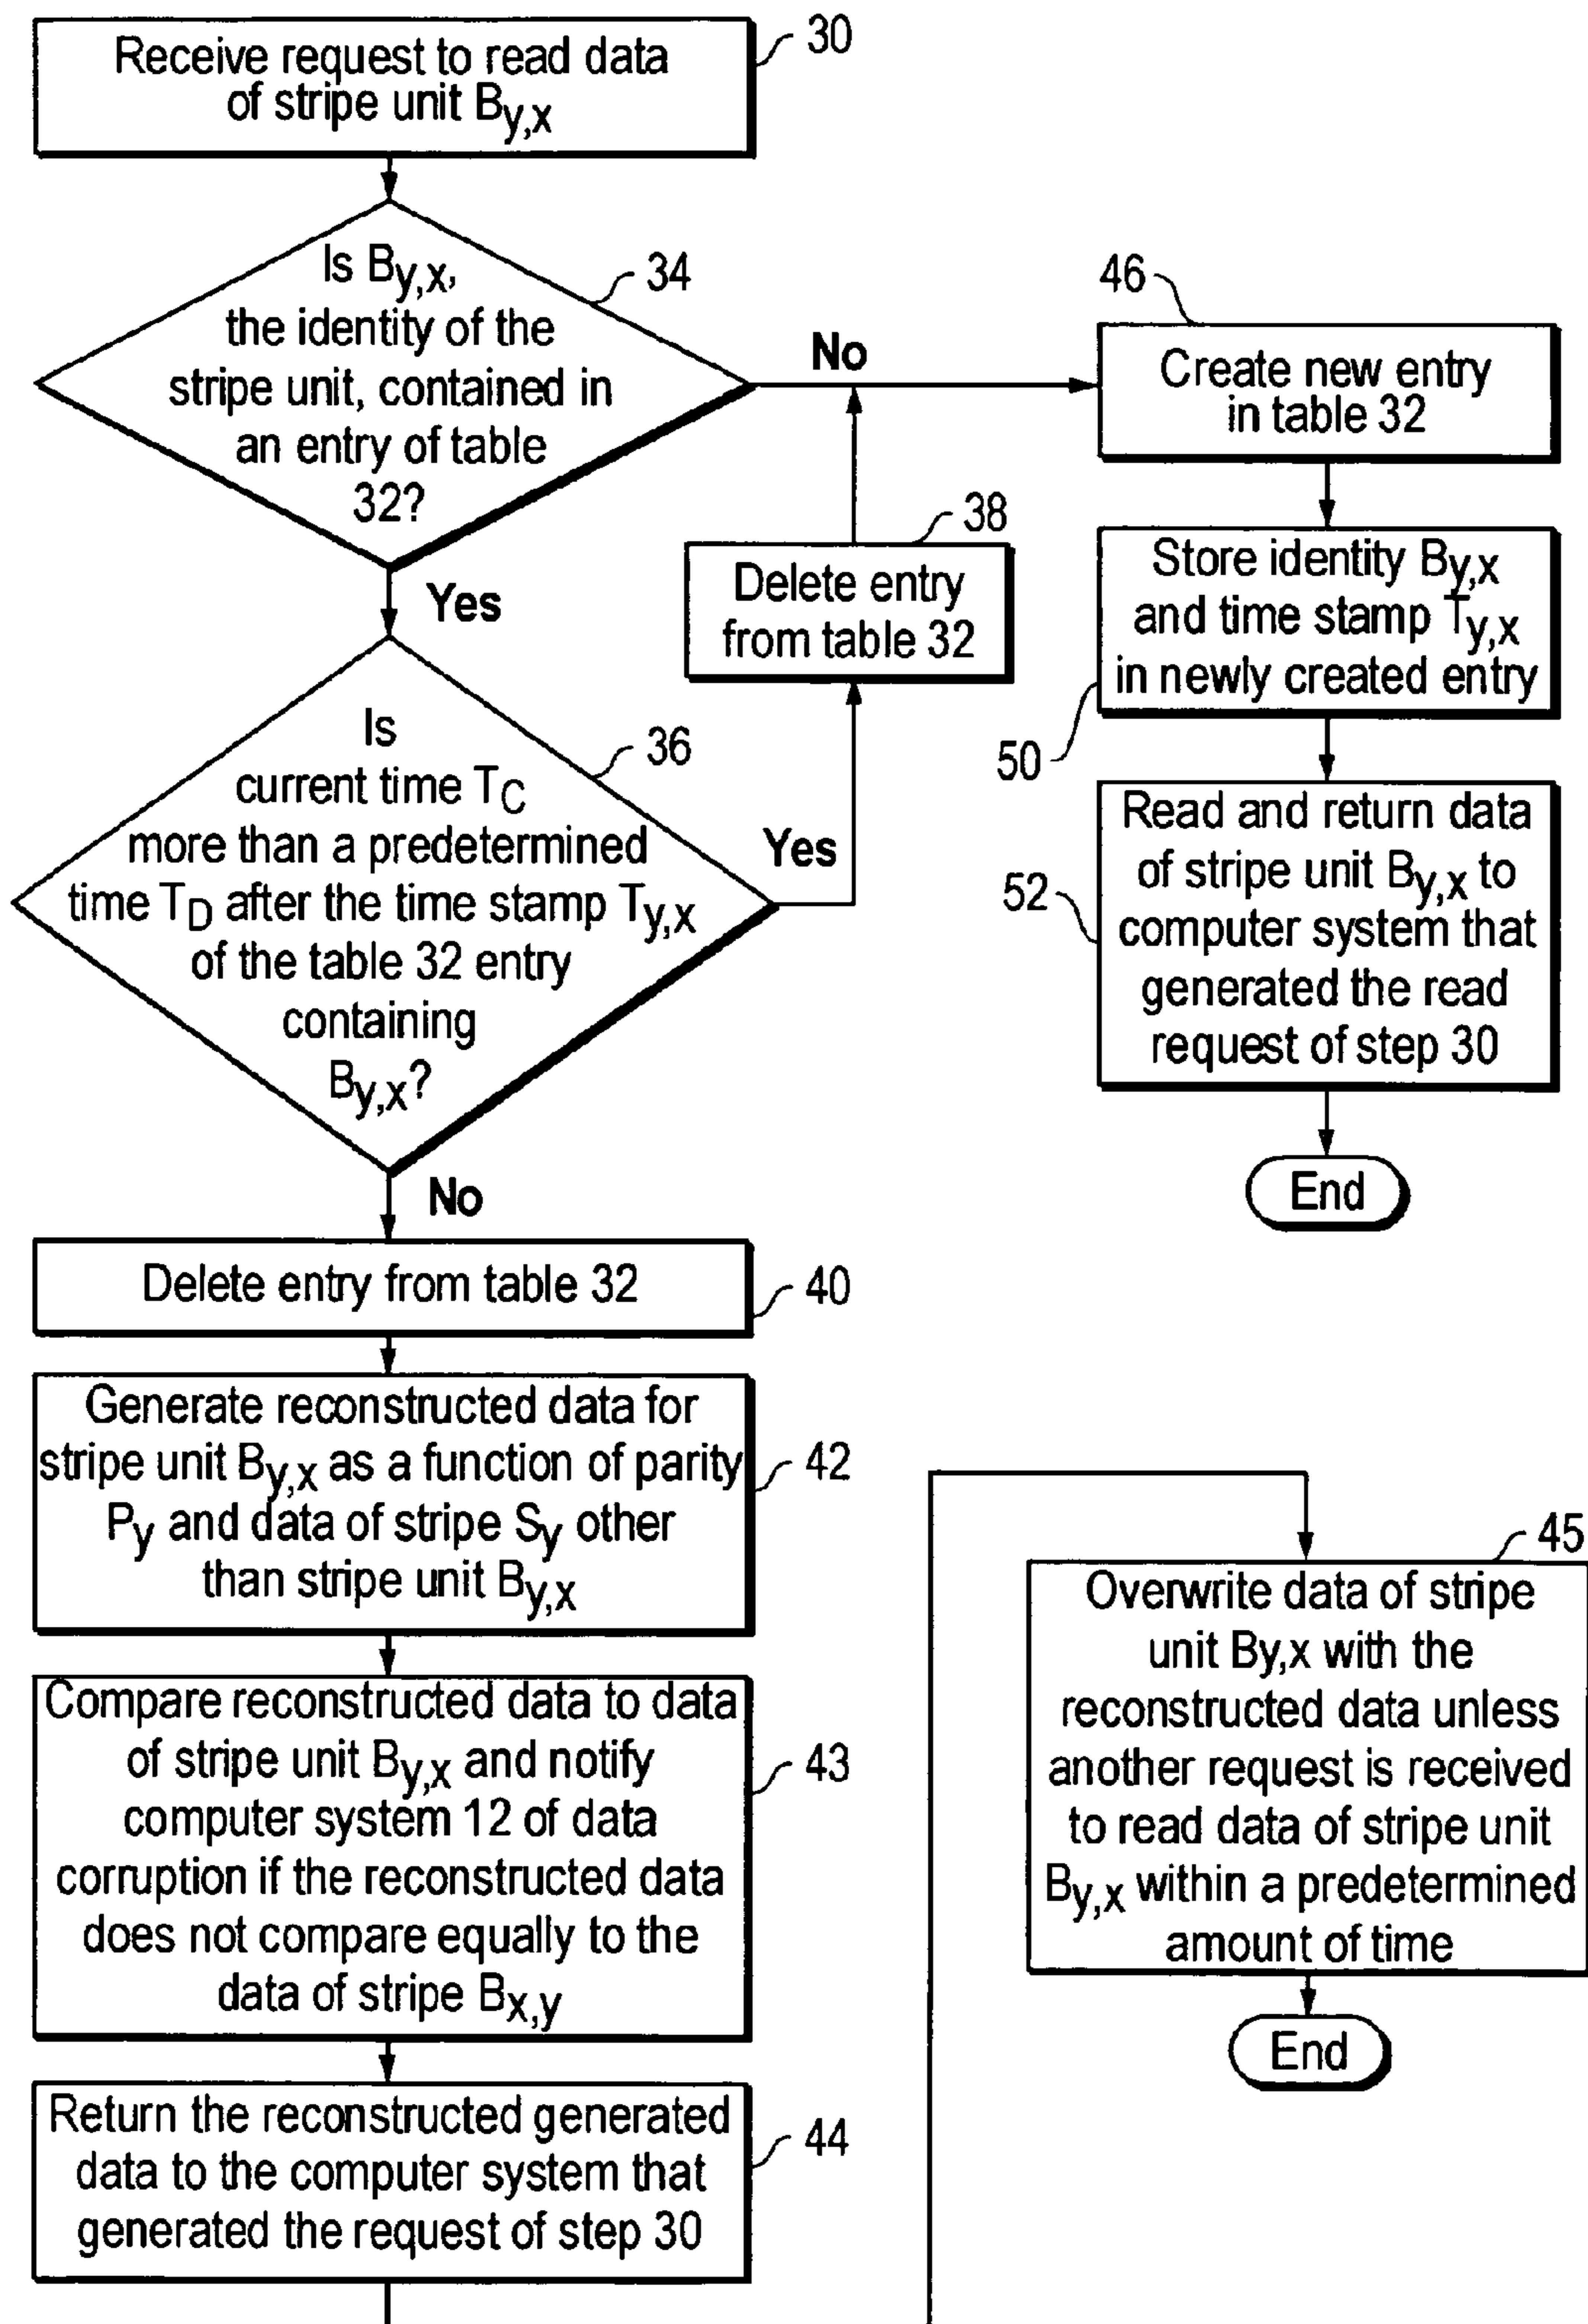 Receive request to read data
of stripe unit By,x
30
Is By,x,
the identity of the
stripe unit, contained in
an entry of table
32?
34
No
Yes
Is
current time TC
more than a predetermined
time TD after the time stamp Ty,x
of the table 32 entry
containing
By,x?
36
Yes
No
38
Delete entry
from table 32
46
Create new entry
in table 32
Store identity By,x
and time stamp Ty,x
in newly created entry
50
Read and return data
of stripe unit By,x to
computer system that
generated the read
request of step 30
52
End
Delete entry from table 32
40
Generate reconstructed data for
stripe unit By,x as a function of parity
Py and data of stripe Sy other
than stripe unit By,x
42
Compare reconstructed data to data
of stripe unit By,x and notify
computer system 12 of data
corruption if the reconstructed data
does not compare equally to the
data of stripe Bx,y
43
Return the reconstructed generated
data to the computer system that
generated the request of step 30
44
45
Overwrite data of stripe
unit By,x with the
reconstructed data unless
another request is received
to read data of stripe unit
By,x within a predetermined
amount of time
End